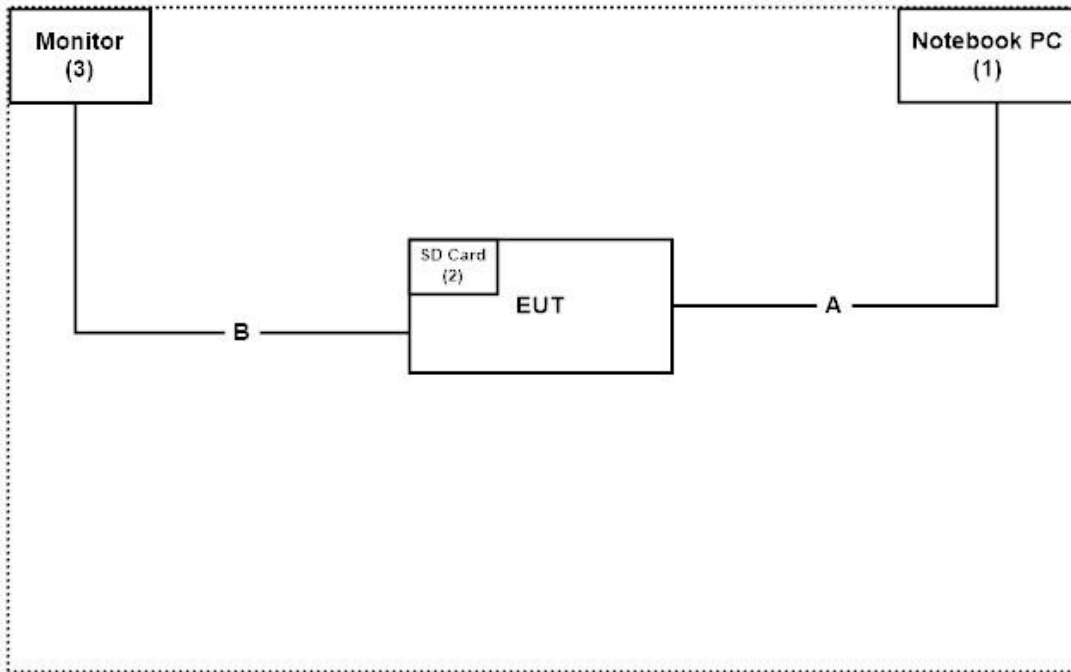 Monitor
(3)
Notebook PC
(1)
SD Card
(2)
EUT
A
B